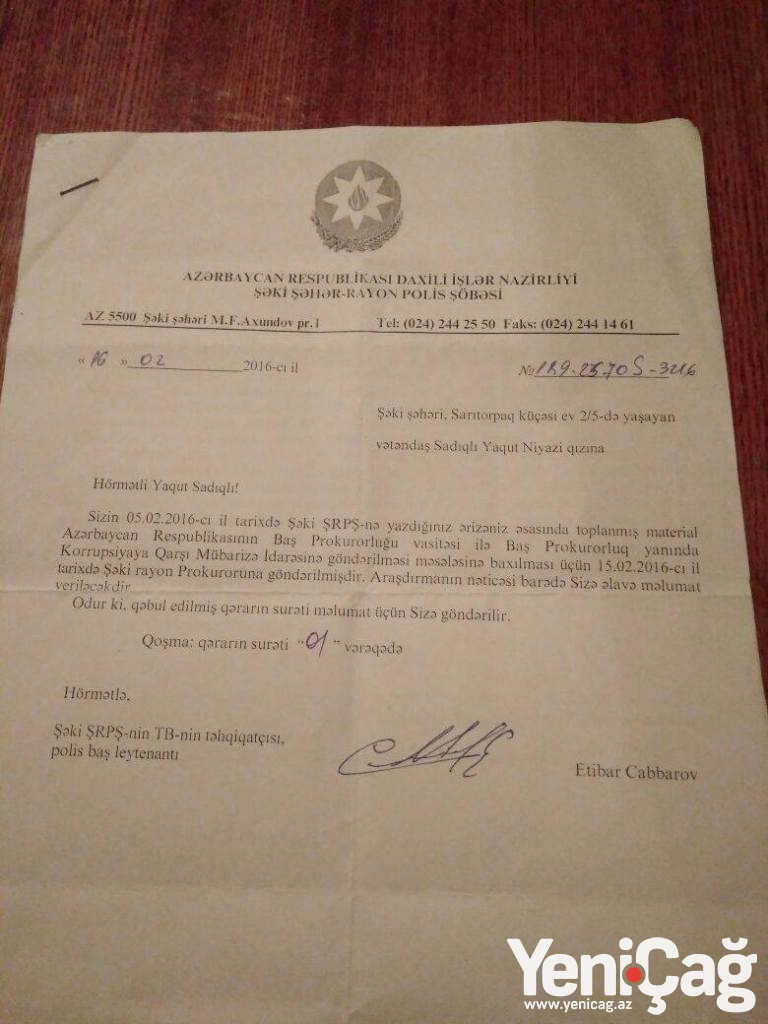 AZƏRBAYCAN RESPUBLİKASI DAXİLİ İŞLƏR NAZİRLİYİ
ŞƏKİ ŞƏHƏR-RAYON POLİS ŞÖBƏSİ
AZ 5500 Şəki şəhəri M.F.Axundov pr.1 Tel: (024) 244 25 50 Faks: (024) 244 14 61
« 16 » 02 2016-cı il №
Şəki şəhəri, Sarıtorpaq küçəsi ev 2/5-də yaşayan
vətəndaş Sadıqlı Yaqut Niyazi qızına
Hörmətli Yaqut Sadıqlı!
Sizin 05.02.2016-cı il tarixdə Şəki ŞRPŞ-nə yazdığınız ərizəniz əsasında toplanmış material
Azərbaycan Respublikasının Baş Prokurorluğu vasitəsi ilə Baş Prokurorluq yanında
Korrupsiyaya Qarşı Mübarizə İdarəsinə göndərilməsi məsələsinə baxılması üçün 15.02.2016-cı il
tarixdə Şəki rayon Prokuroruna göndərilmişdir. Araşdırmanın nəticəsi barədə Sizə əlavə məlumat
veriləcəkdir.
Odur ki, qəbul edilmiş qərarın surəti məlumat üçün Sizə göndərilir.
Qoşma: qərarın surəti "01" vərəqədə
Hörmətlə,
Şəki ŞRPŞ-nin TB-nin təhqiqatçısı,
polis baş leytenantı
Etibar Cabbarov
YeniÇağ
www.yenicag.az